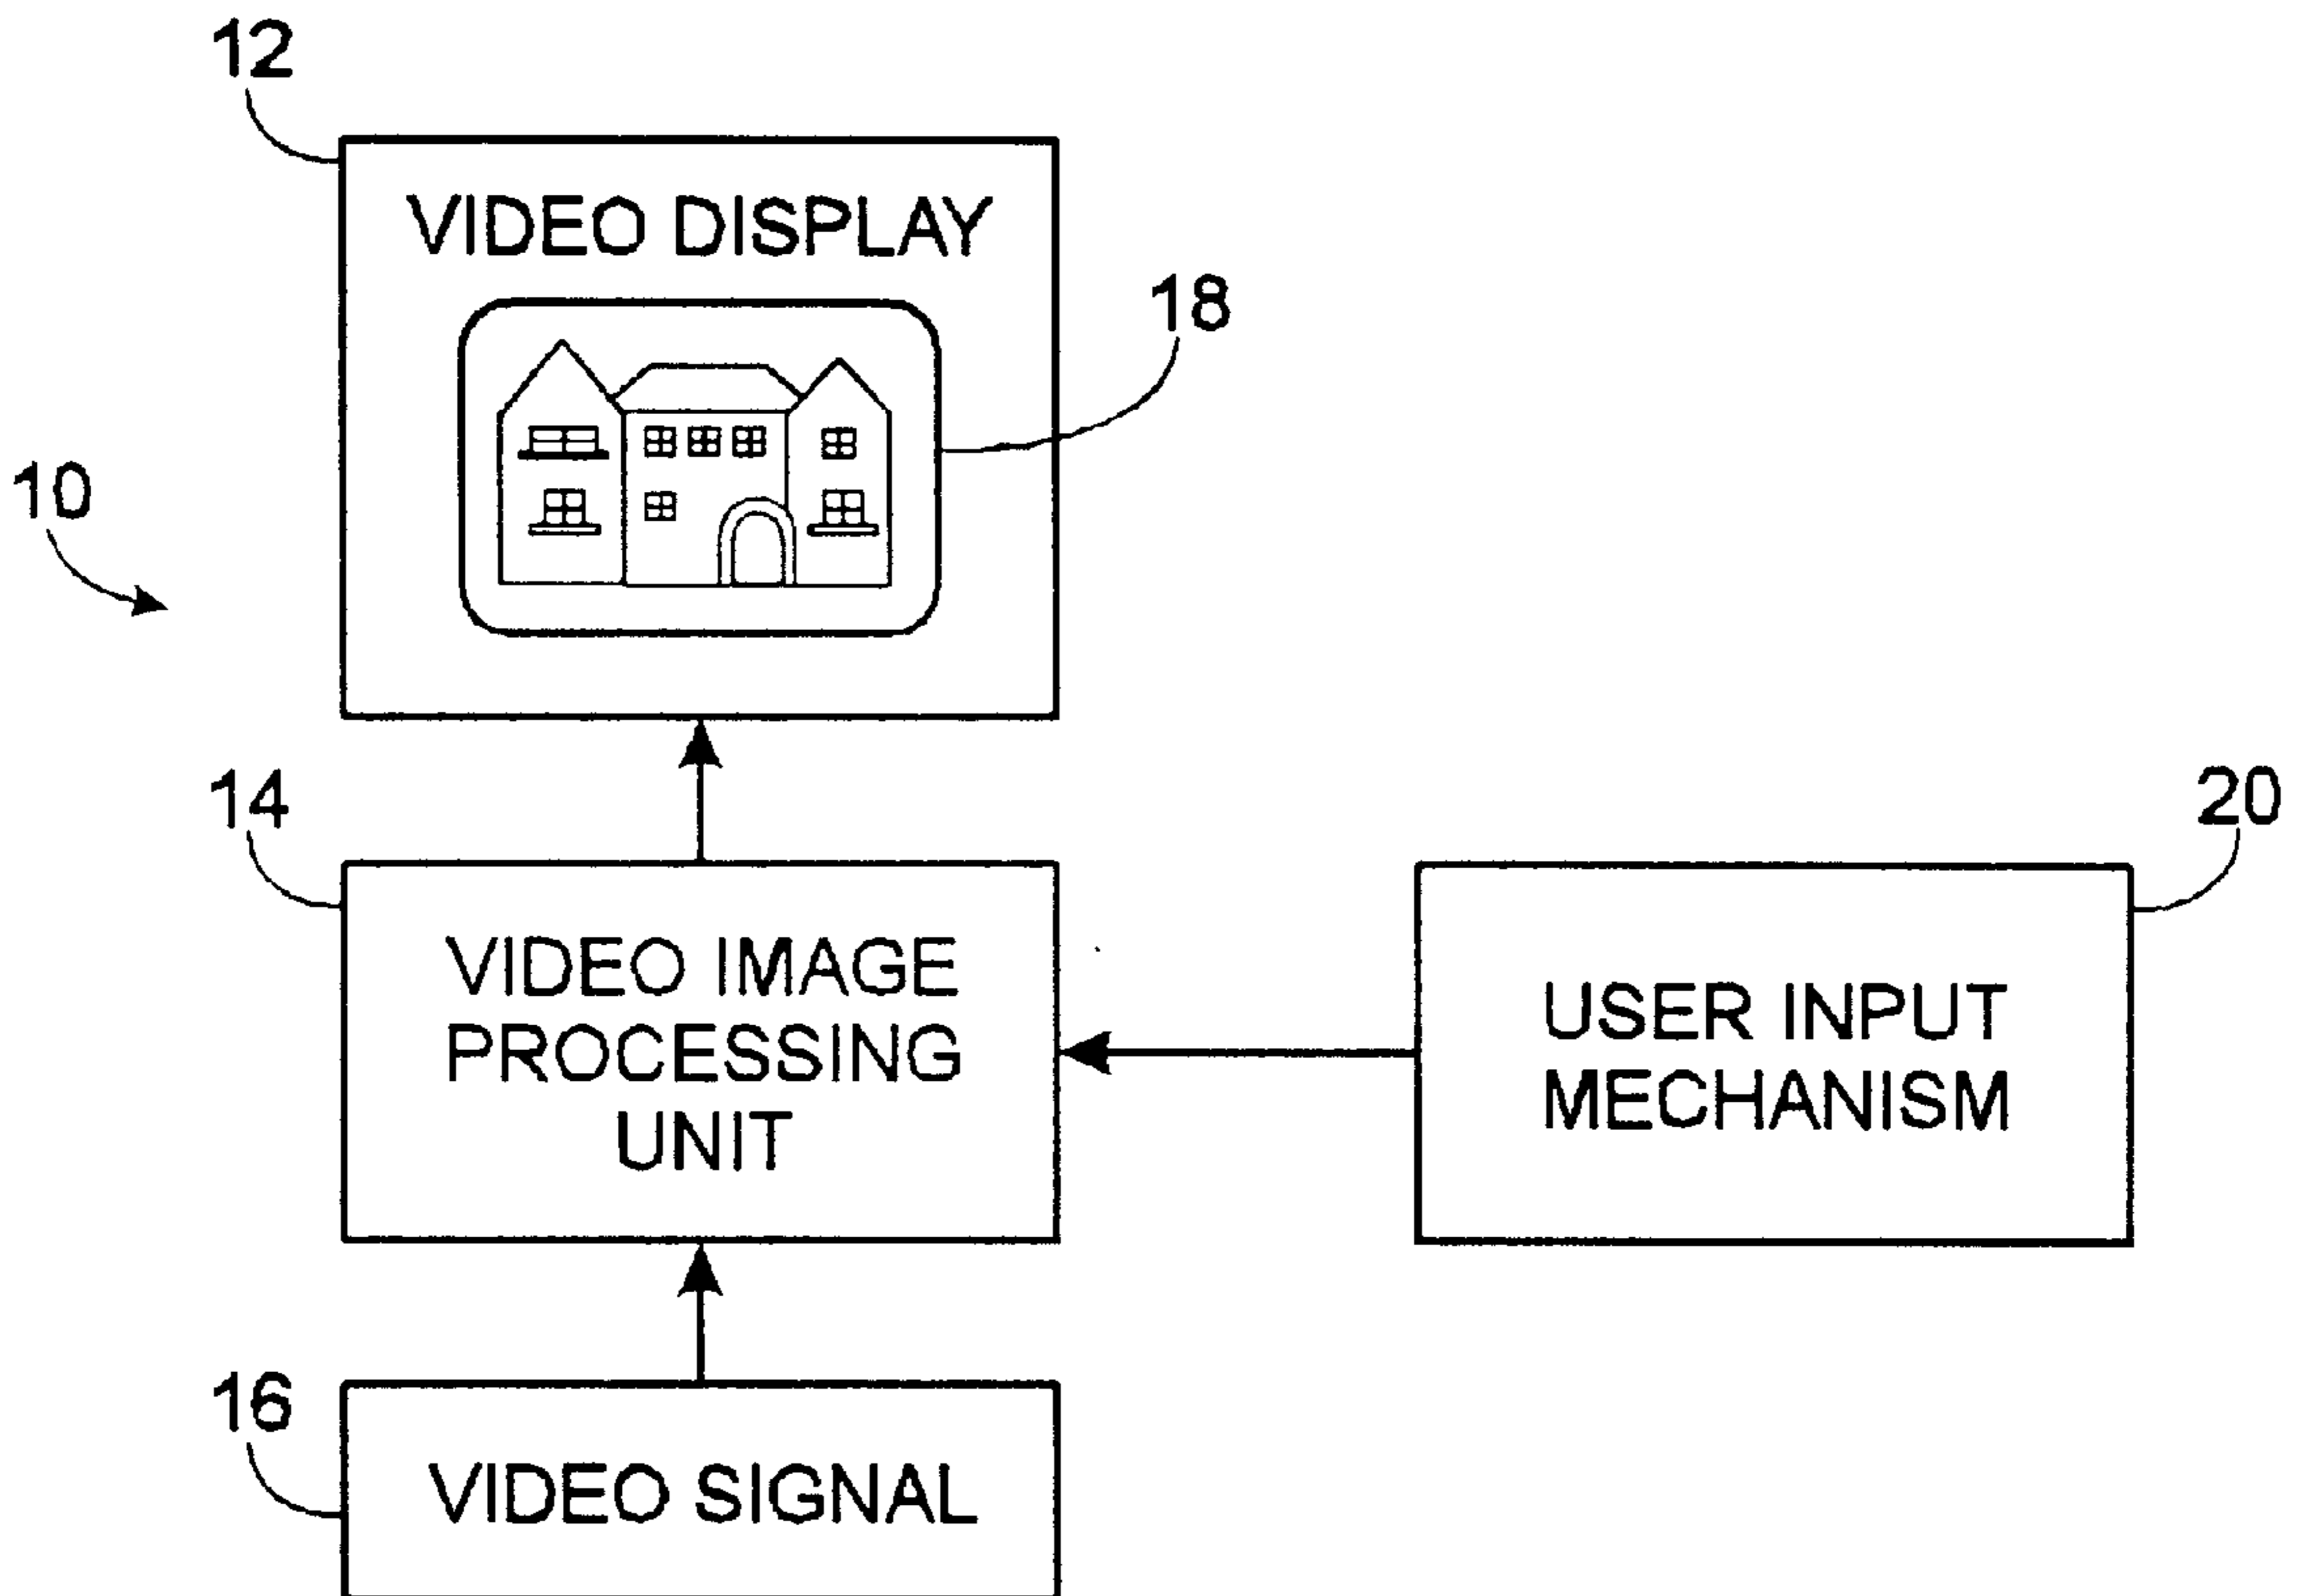 12
VIDEO DISPLAY
18
10
14
20
VIDEO IMAGE
PROCESSING
UNIT
USER INPUT
MECHANISM
16
VIDEO SIGNAL